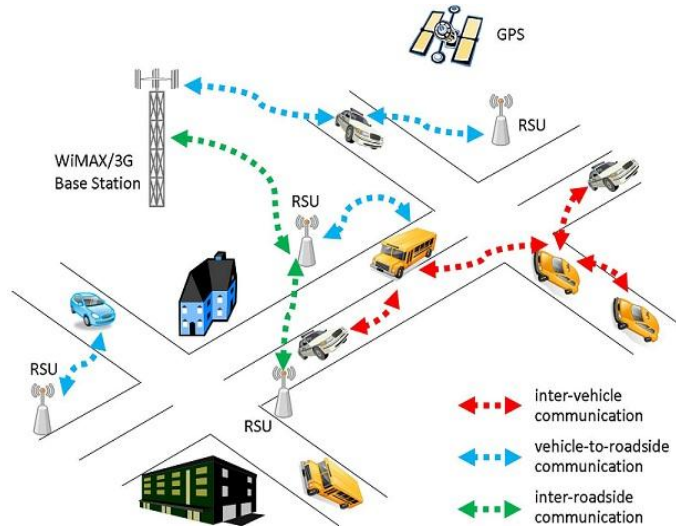 GPS
RSU
WiMAX/3G
Base Station
RSU
RSU
RSU
inter-vehicle
communication
vehicle-to-roadside
communication
inter-roadside
communication